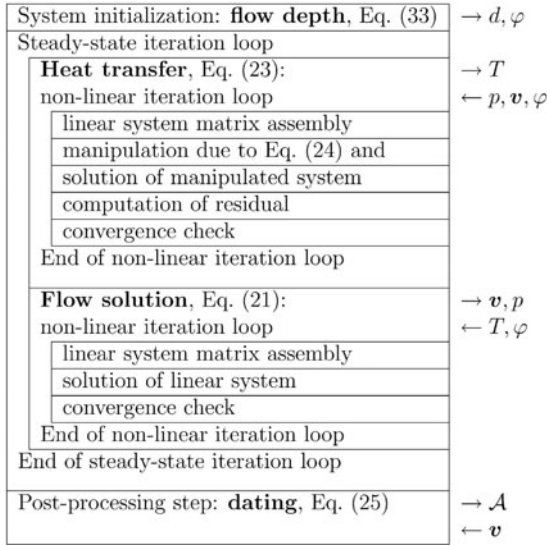 System initialization: flow depth, Eq. (33) → d, φ
Steady-state iteration loop
Heat transfer, Eq. (23): → T
non-linear iteration loop ← p, v, φ
linear system matrix assembly
manipulation due to Eq. (24) and
solution of manipulated system
computation of residual
convergence check
End of non-linear iteration loop
Flow solution, Eq. (21): → v, p
non-linear iteration loop ← T, φ
linear system matrix assembly
solution of linear system
convergence check
End of non-linear iteration loop
End of steady-state iteration loop
Post-processing step: dating, Eq. (25) → 𝒜
← v